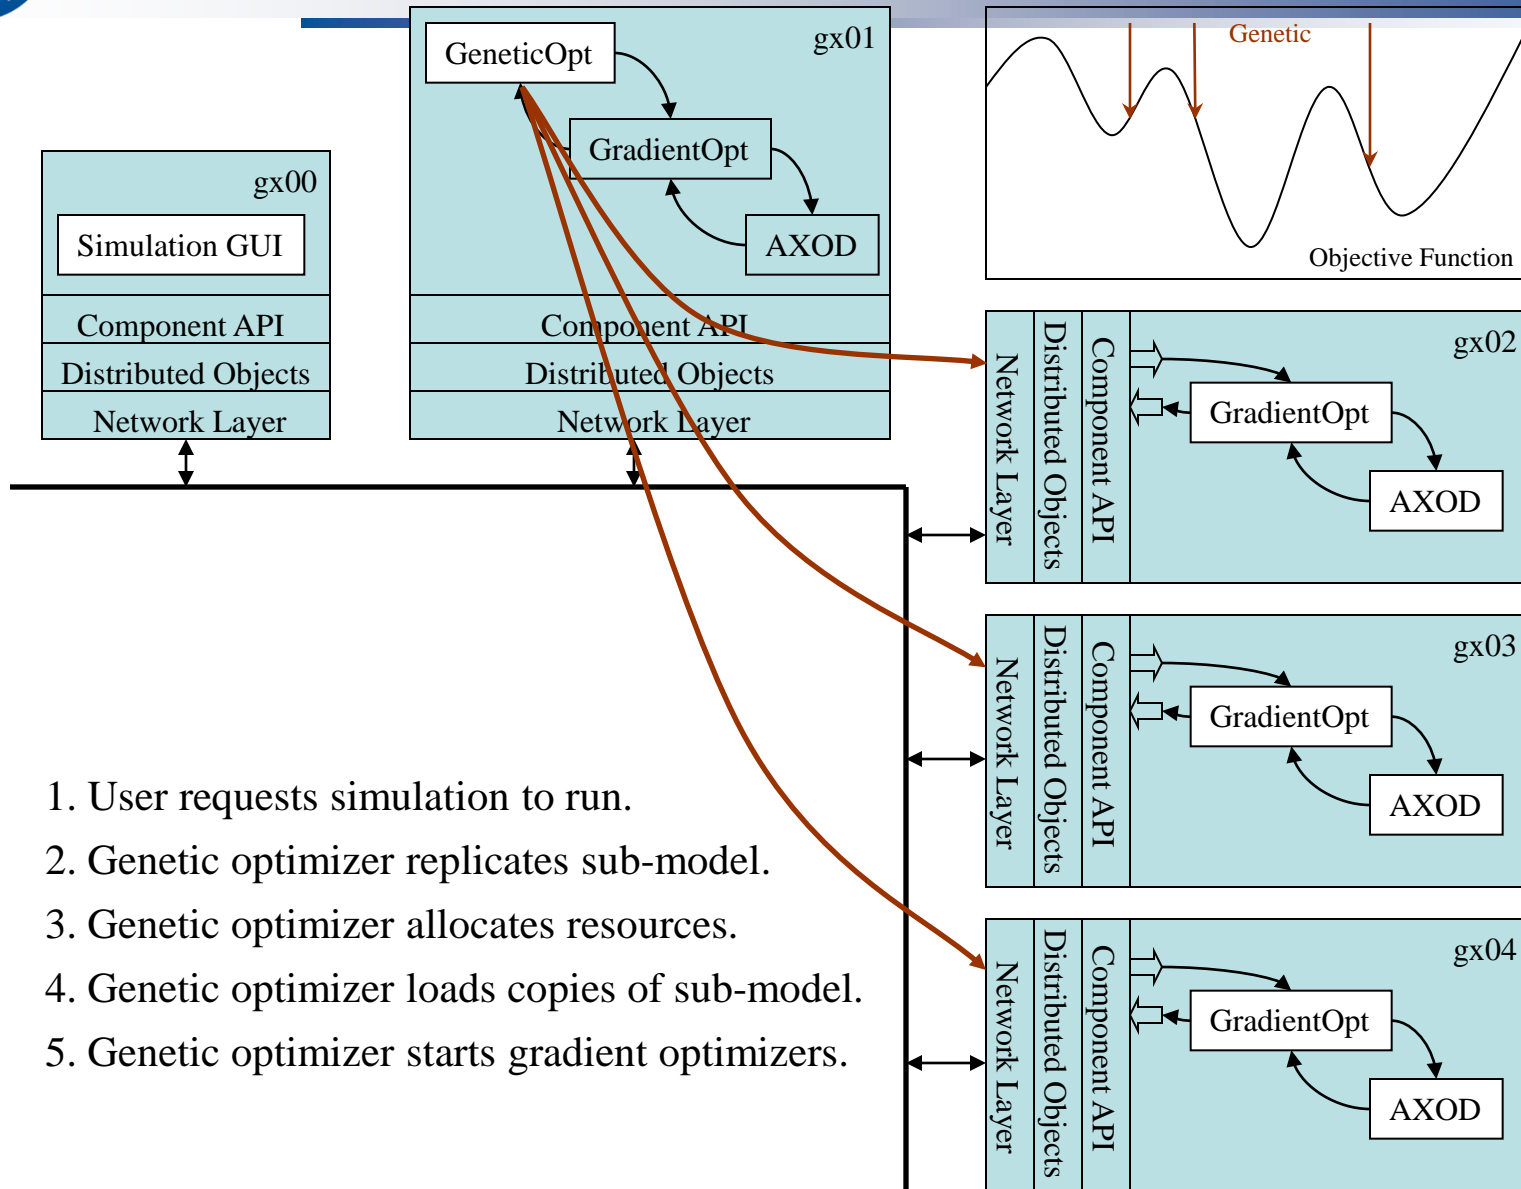 gx00
Simulation GUI
Component API
Distributed Objects
Network Layer
gx01
GeneticOpt
GradientOpt
AXOD
Component API
Distributed Objects
Network Layer
Genetic
Objective Function
gx02
Network Layer
Distributed Objects
Component API
GradientOpt
AXOD
gx03
Network Layer
Distributed Objects
Component API
GradientOpt
AXOD
gx04
Network Layer
Distributed Objects
Component API
GradientOpt
AXOD
1. User requests simulation to run.
2. Genetic optimizer replicates sub-model.
3. Genetic optimizer allocates resources.
4. Genetic optimizer loads copies of sub-model.
5. Genetic optimizer starts gradient optimizers.